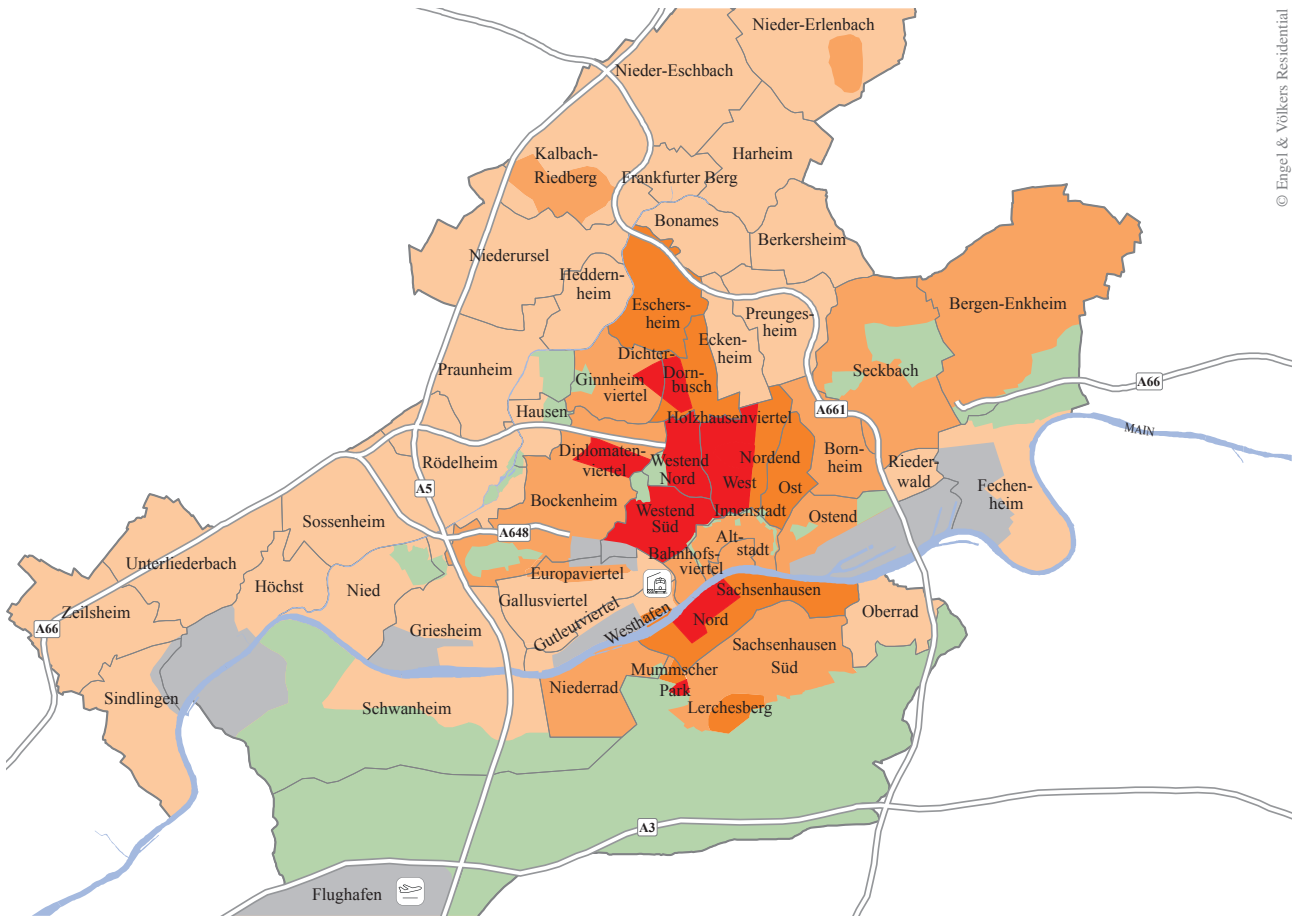 Nieder-Erlenbach
© Engel & Völkers Residential
Nieder-Eschbach
Kalbach-
Riedberg
Harheim
Frankfurter Berg
Bonames
Berkersheim
Niederursel
Heddern-
heim
Eschers-
heim
Preunges-
heim
Ecken-
heim
Bergen-Enkheim
Dichter-
viertel
Ginnheim
Dorn-
busch
Praunheim
Seckbach
A66
Hausen
Holzhausenviertel
A661
MAIN
Diplomaten-
viertel
Westend
Nord
Nordend
West
Ost
Born-
heim
Rieder-
wald
Fechen-
heim
Rödelheim
A5
Bockenheim
Westend
Süd
Innenstadt
Ostend
Sossenheim
A648
Alt-
stadt
Bahnhofs-
viertel
Unterliederbach
Europaviertel
Höchst
Nied
Gallusviertel
Sachsenhausen
Nord
Zeilsheim
Gutleutviertel
Westhafen
Oberrad
A66
Griesheim
Sachsenhausen
Süd
Mummscher
Park
Sindlingen
Niederrad
Schwanheim
Lerchesberg
A3
Flughafen